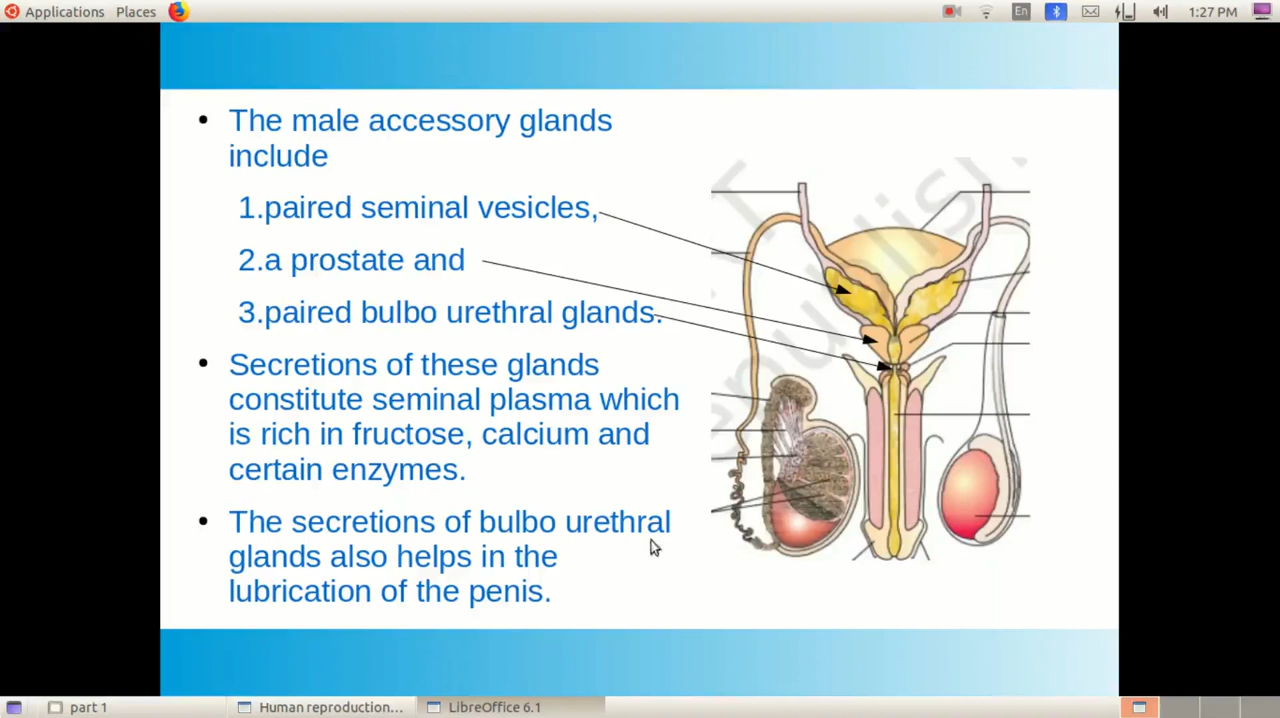 Applications Places En 1:27 PM
• The male accessory glands
include
1.paired seminal vesicles,
2.a prostate and
3.paired bulbo urethral glands.
• Secretions of these glands
constitute seminal plasma which
is rich in fructose, calcium and
certain enzymes.
• The secretions of bulbo urethral
glands also helps in the
lubrication of the penis.
part 1 Human reproduction... LibreOffice 6.1